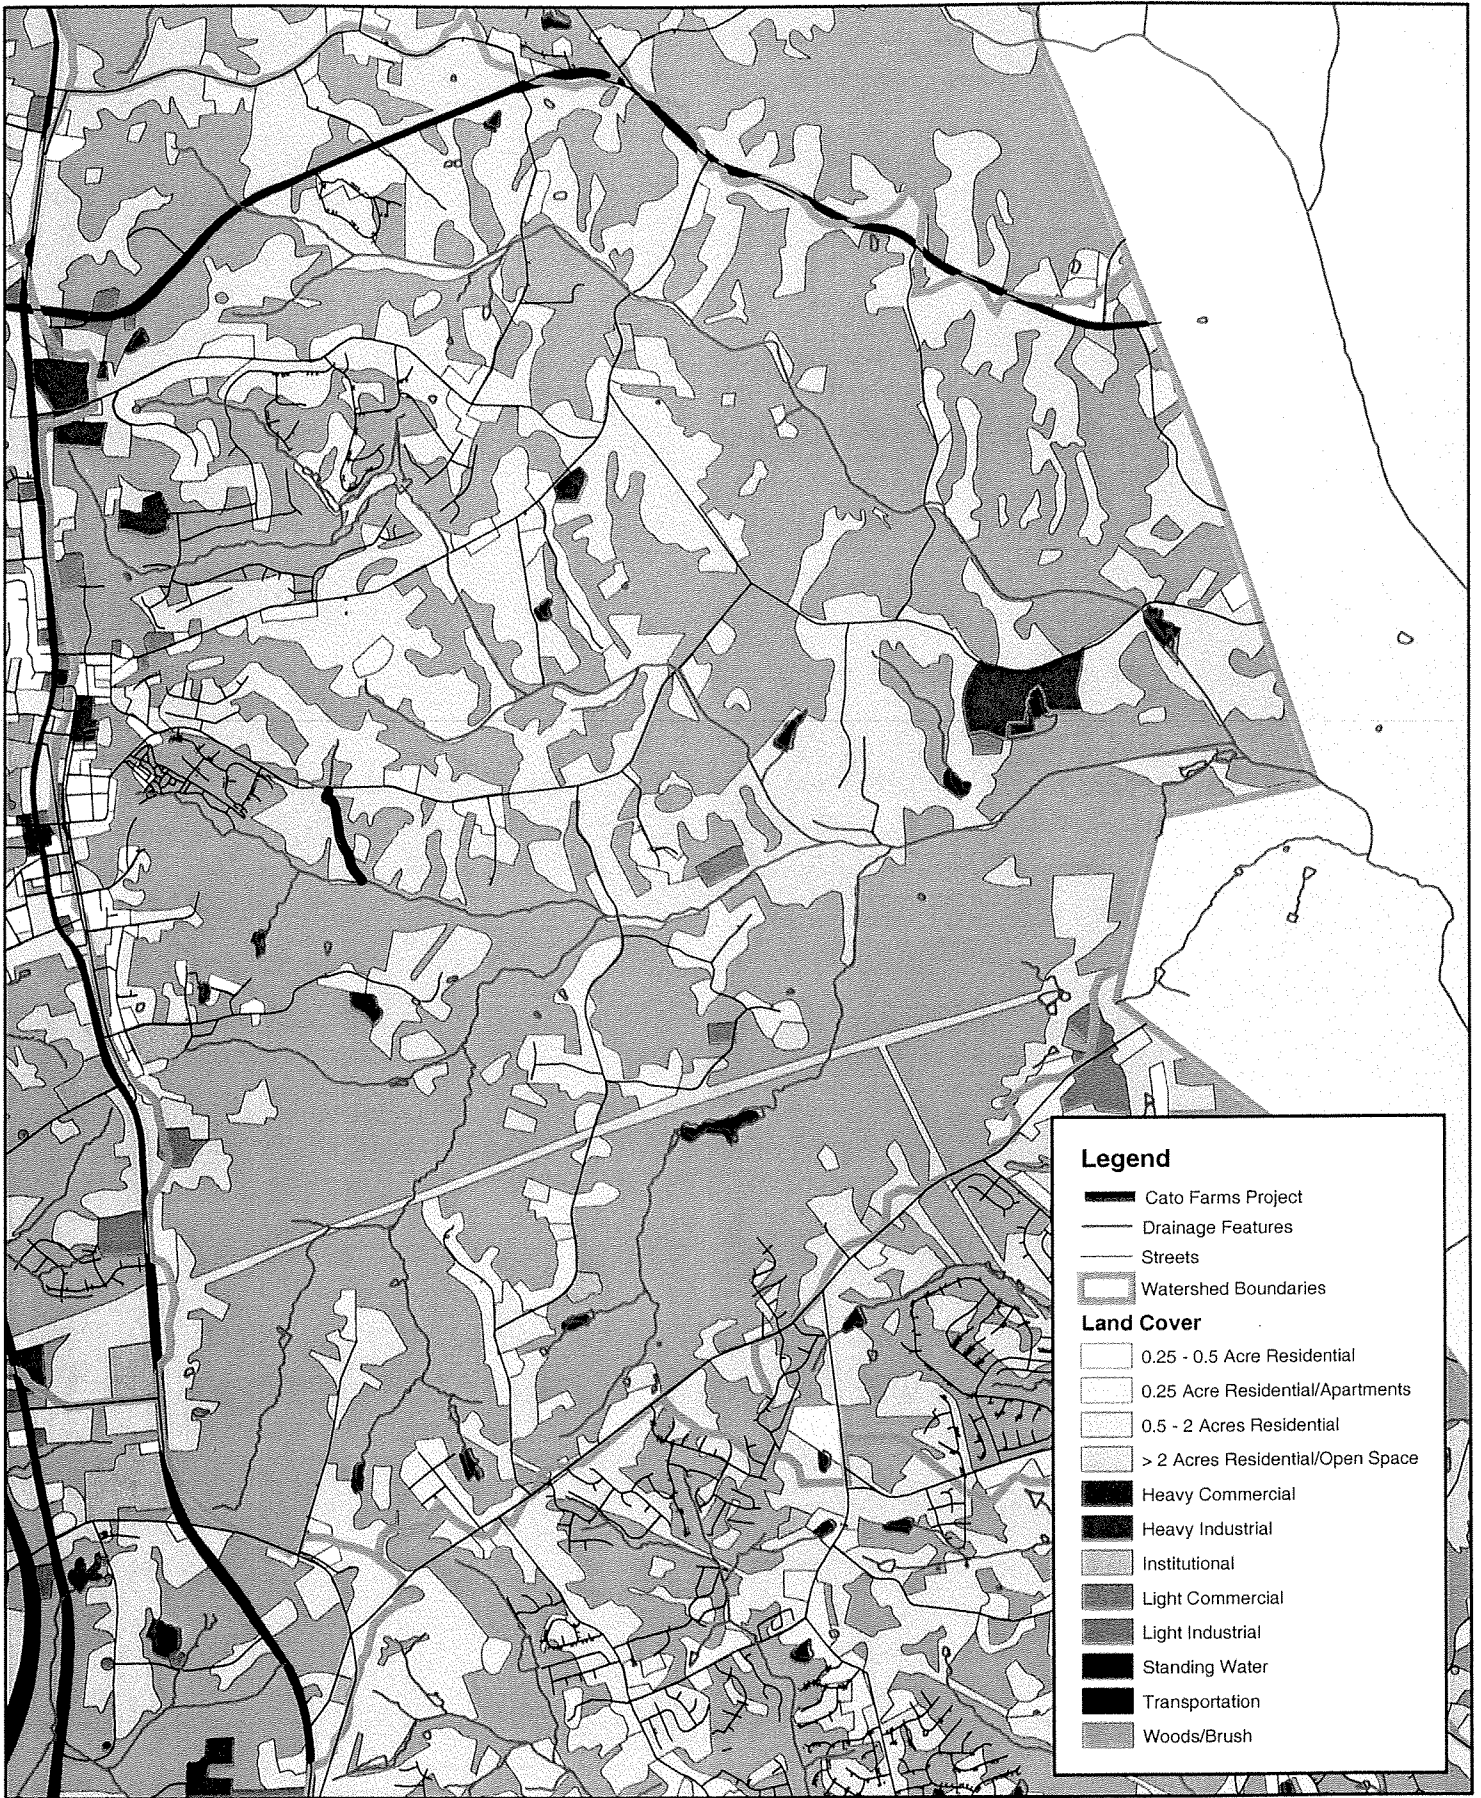 Legend
Cato Farms Project
Drainage Features
Streets
Watershed Boundaries
Land Cover
0.25 - 0.5 Acre Residential
0.25 Acre Residential/Apartments
0.5 - 2 Acres Residential
> 2 Acres Residential/Open Space
Heavy Commercial
Heavy Industrial
Institutional
Light Commercial
Light Industrial
Standing Water
Transportation
Woods/Brush